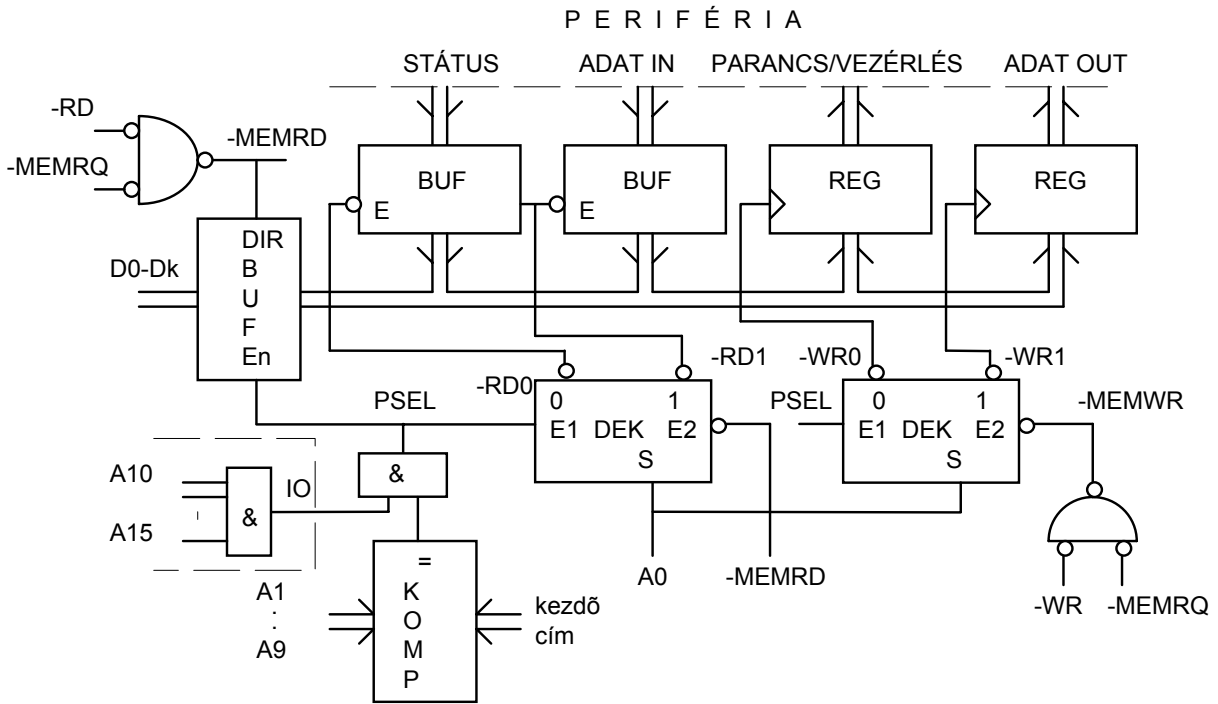 P E R I F É R I A
STÁTUS ADAT IN PARANCS/VEZÉRLÉS ADAT OUT
-RD
-MEMRD
-MEMRQ
BUF BUF REG REG
E E
DIR
B
U
F
En
D0-Dk
-RD0 -RD1 -WR0 -WR1
PSEL
0 1
E1 DEK E2
S
PSEL
0 1
E1 DEK E2
S
-MEMWR
A10
A15
&
IO
&
A0 -MEMRD
-WR -MEMRQ
A1
.
.
A9
=
K
O
M
P
kezdõ
cím